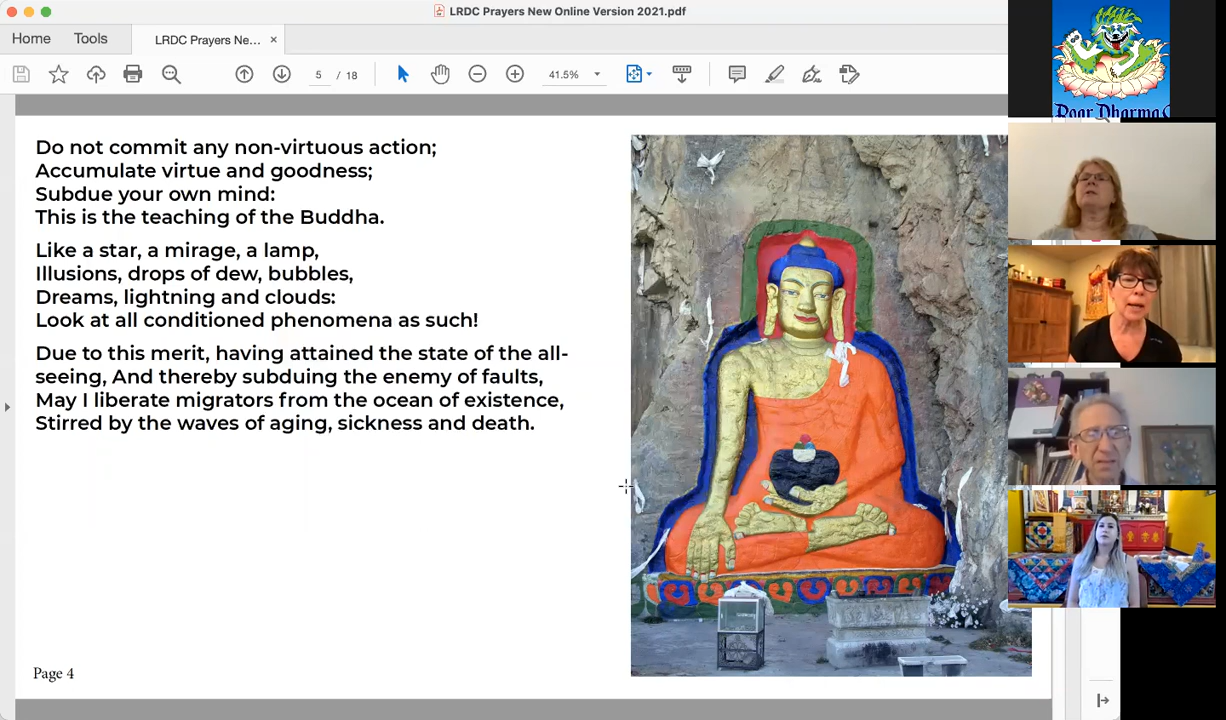 LRDC Prayers New Online Version 2021.pdf
Home
Tools
LRDC Prayers Ne...
×
5 / 18
41.5%
Do not commit any non-virtuous action;
Accumulate virtue and goodness;
Subdue your own mind:
This is the teaching of the Buddha.
Like a star, a mirage, a lamp,
Illusions, drops of dew, bubbles,
Dreams, lightning and clouds:
Look at all conditioned phenomena as such!
Due to this merit, having attained the state of the all-
seeing, And thereby subduing the enemy of faults,
May I liberate migrators from the ocean of existence,
Stirred by the waves of aging, sickness and death.
Page 4
Roar Dharma